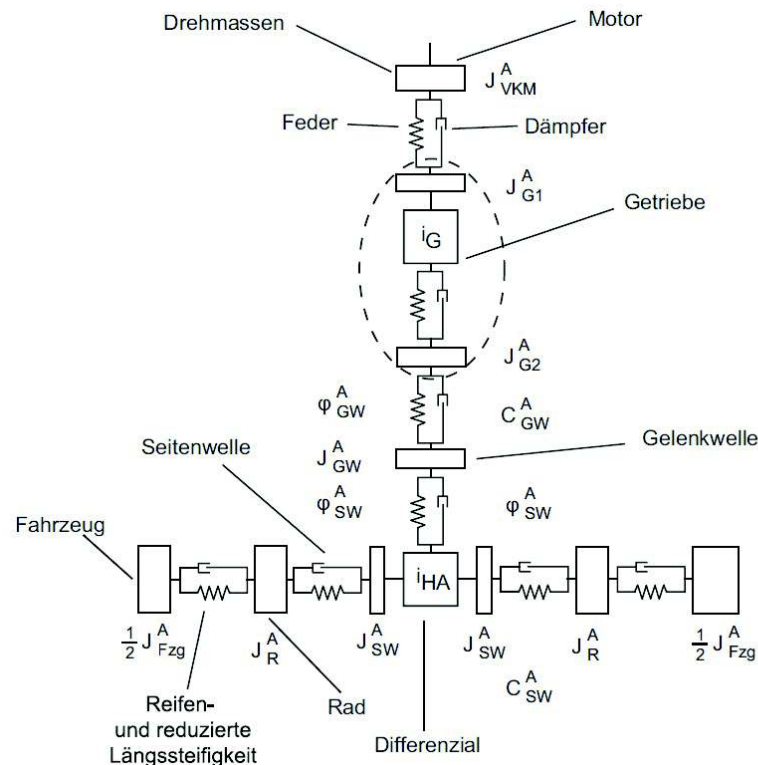 Drehmassen
Motor
J^A_VKM
Feder
Dämpfer
J^A_G1
i_G
Getriebe
J^A_G2
φ^A_GW
C^A_GW
Seitenwelle
J^A_GW
Gelenkwelle
φ^A_SW
φ^A_SW
Fahrzeug
i_HA
1/2 J^A_Fzg
J^A_R
J^A_SW
J^A_SW
J^A_R
1/2 J^A_Fzg
C^A_SW
Reifen-
und reduzierte
Längssteifigkeit
Rad
Differenzial